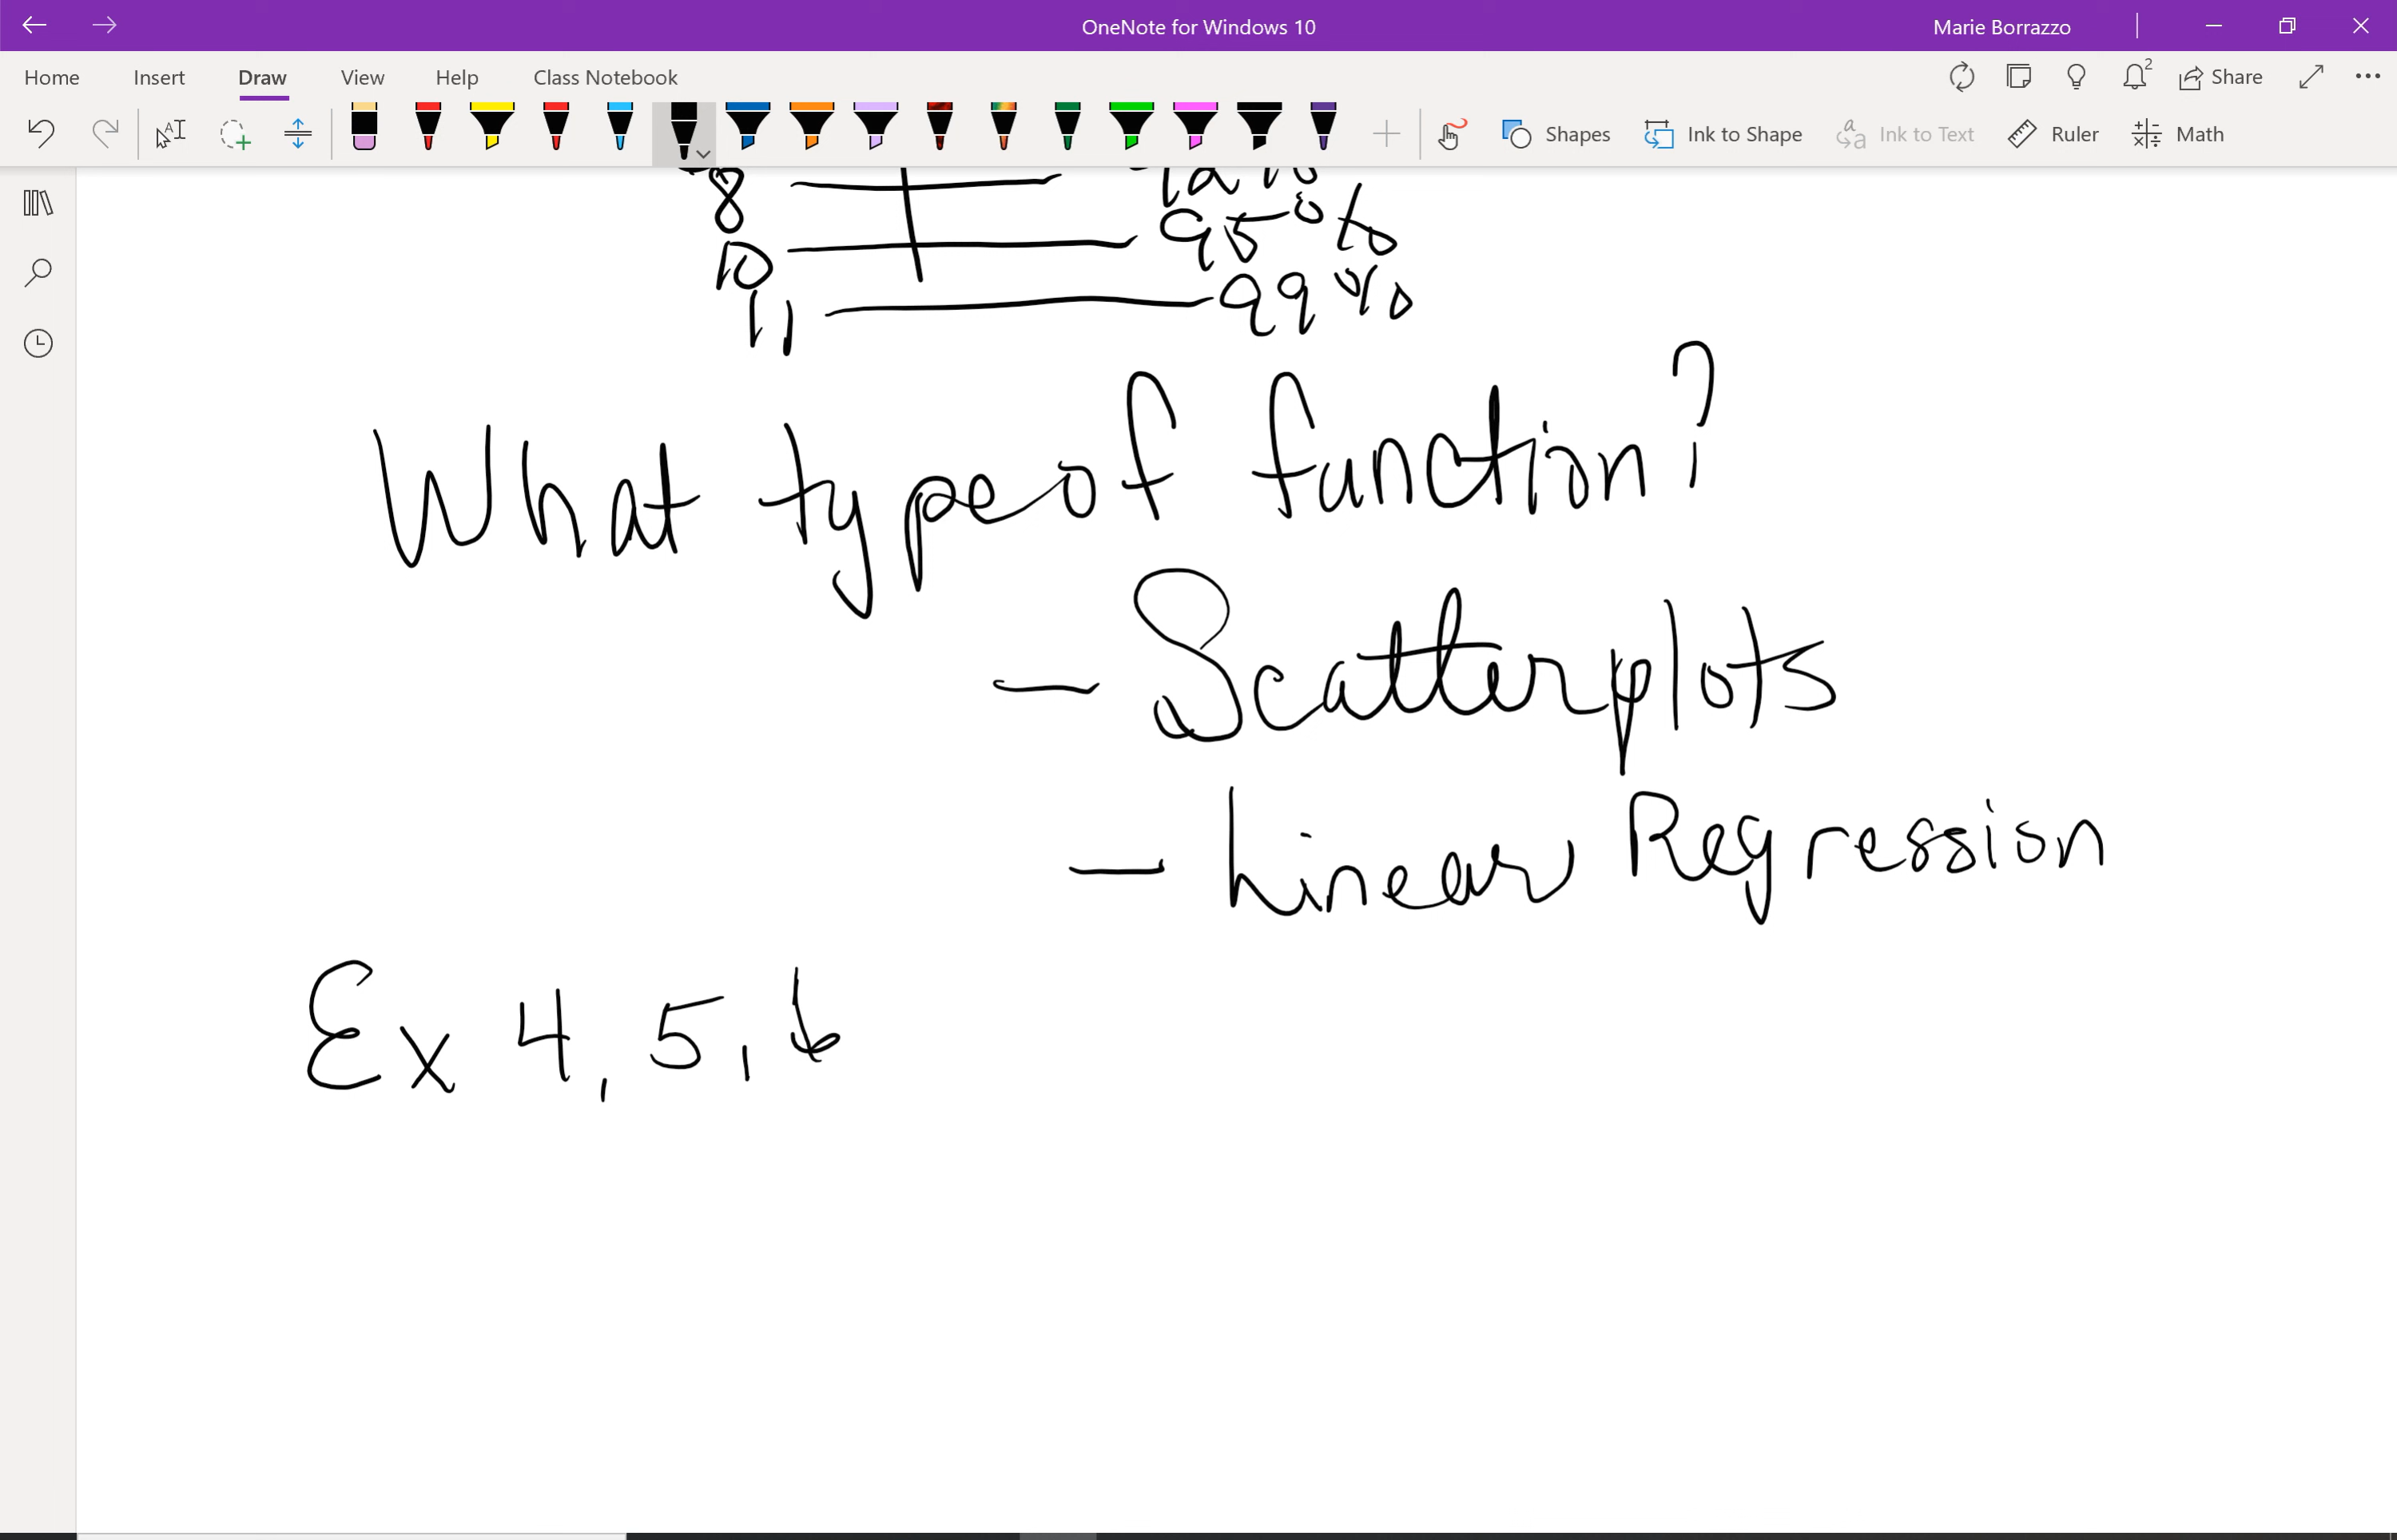 OneNote for Windows 10
Marie Borrazzo
Home Insert Draw View Help Class Notebook
2 Share
Shapes Ink to Shape Ink to Text Ruler Math
8
10 95%
11 99%
What type of function?
- Scatterplots
- Linear Regression
Ex 4, 5, 6